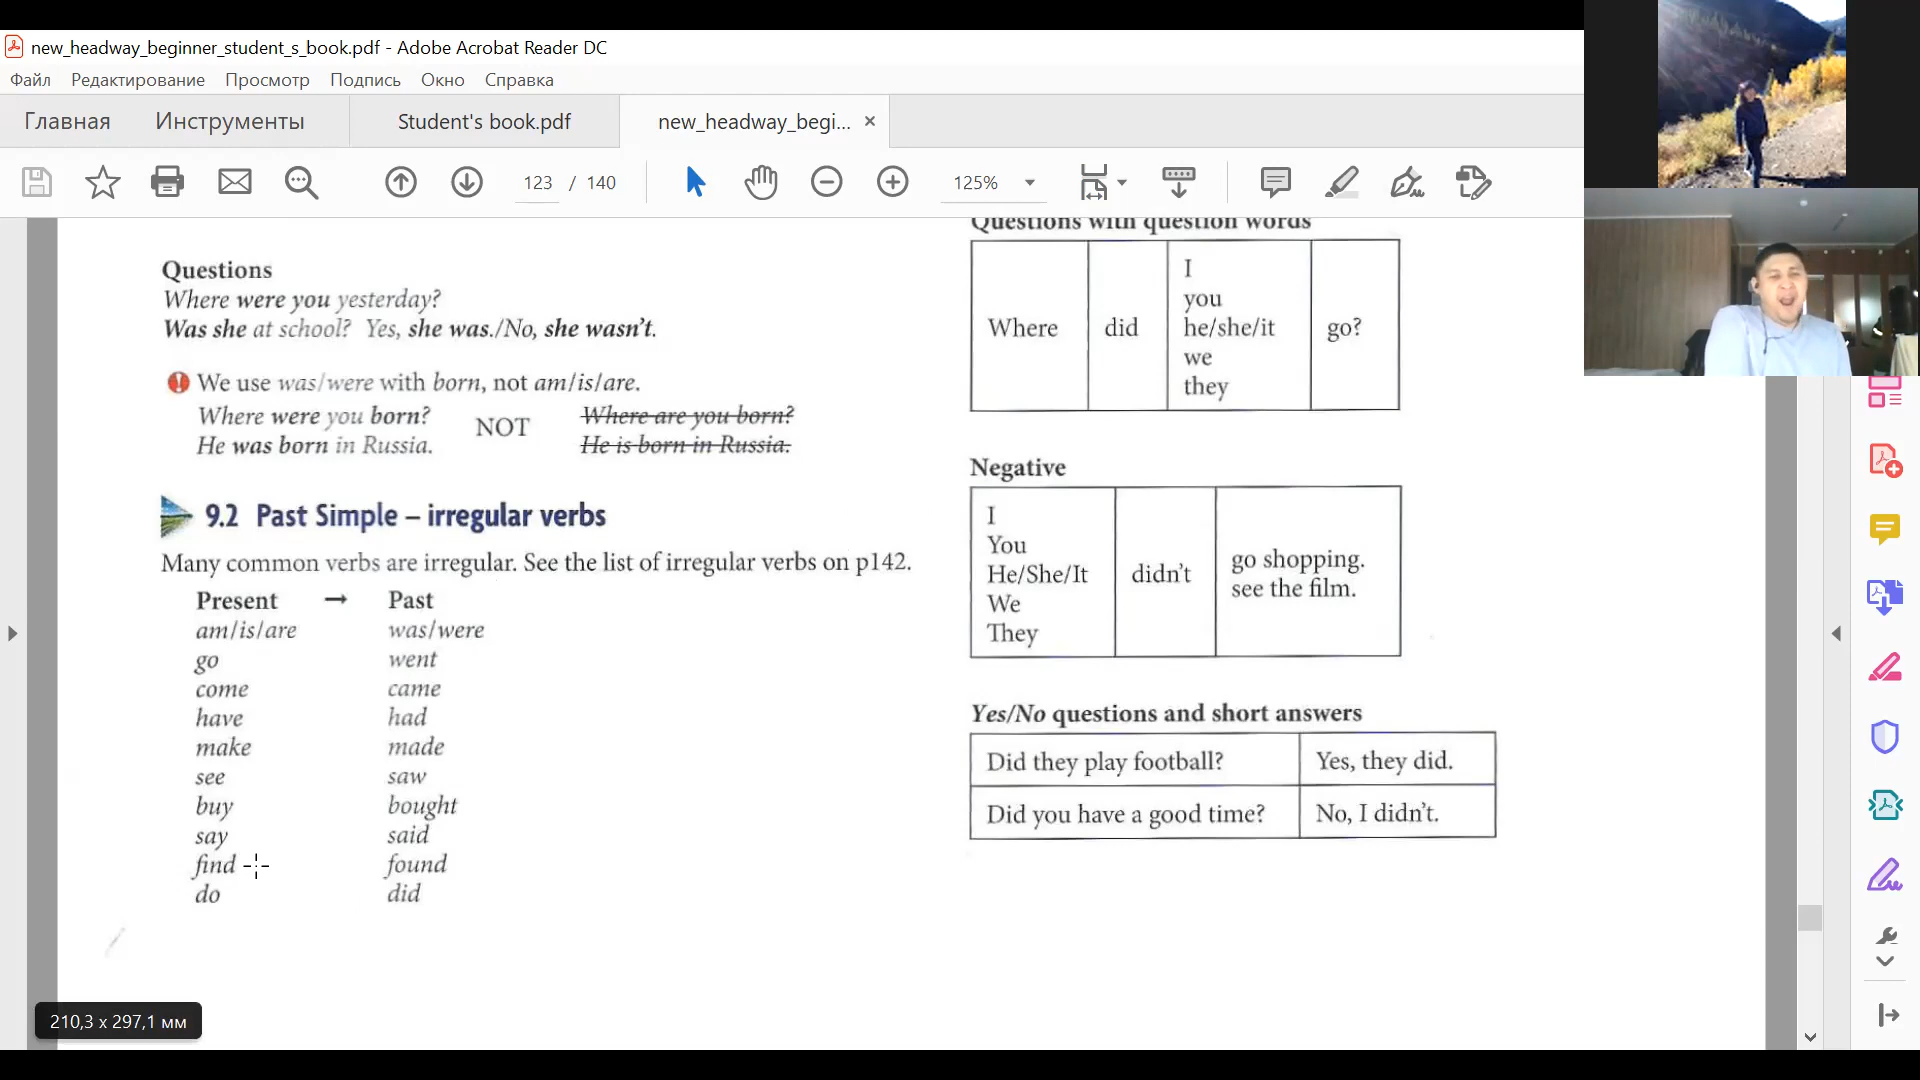 new_headway_beginner_student_s_book.pdf - Adobe Acrobat Reader DC
Файл Редактирование Просмотр Подпись Окно Справка
Главная Инструменты Student's book.pdf new_headway_begi... ×
123 / 140 125%
Questions
Where were you yesterday?
Was she at school? Yes, she was./No, she wasn't.
We use was/were with born, not am/is/are.
Where were you born? NOT Where are you born?
He was born in Russia. He is born in Russia.
9.2 Past Simple – irregular verbs
Many common verbs are irregular. See the list of irregular verbs on p142.
Present → Past
am/is/are was/were
go went
come came
have had
make made
see saw
buy bought
say said
find found
do did
Questions with question words
Where did I you he/she/it we they go?
Negative
I
You
He/She/It didn't go shopping.
We see the film.
They
Yes/No questions and short answers
Did they play football? Yes, they did.
Did you have a good time? No, I didn't.
210,3 x 297,1 мм